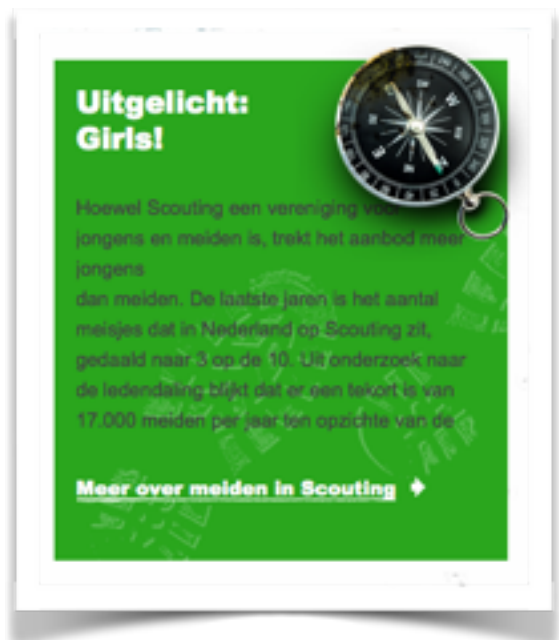 Uitgelicht:
Girls!
Hoewel Scouting een vereniging voor
jongens en meiden is, trekt het aanbod meer
jongens
dan meiden. De laatste jaren is het aantal
meisjes dat in Nederland op Scouting zit,
gedaald naar 3 op de 10. Uit onderzoek naar
de ledendaling blijkt dat er een tekort is van
17.000 meiden per jaar ten opzichte van de
Meer over meiden in Scouting